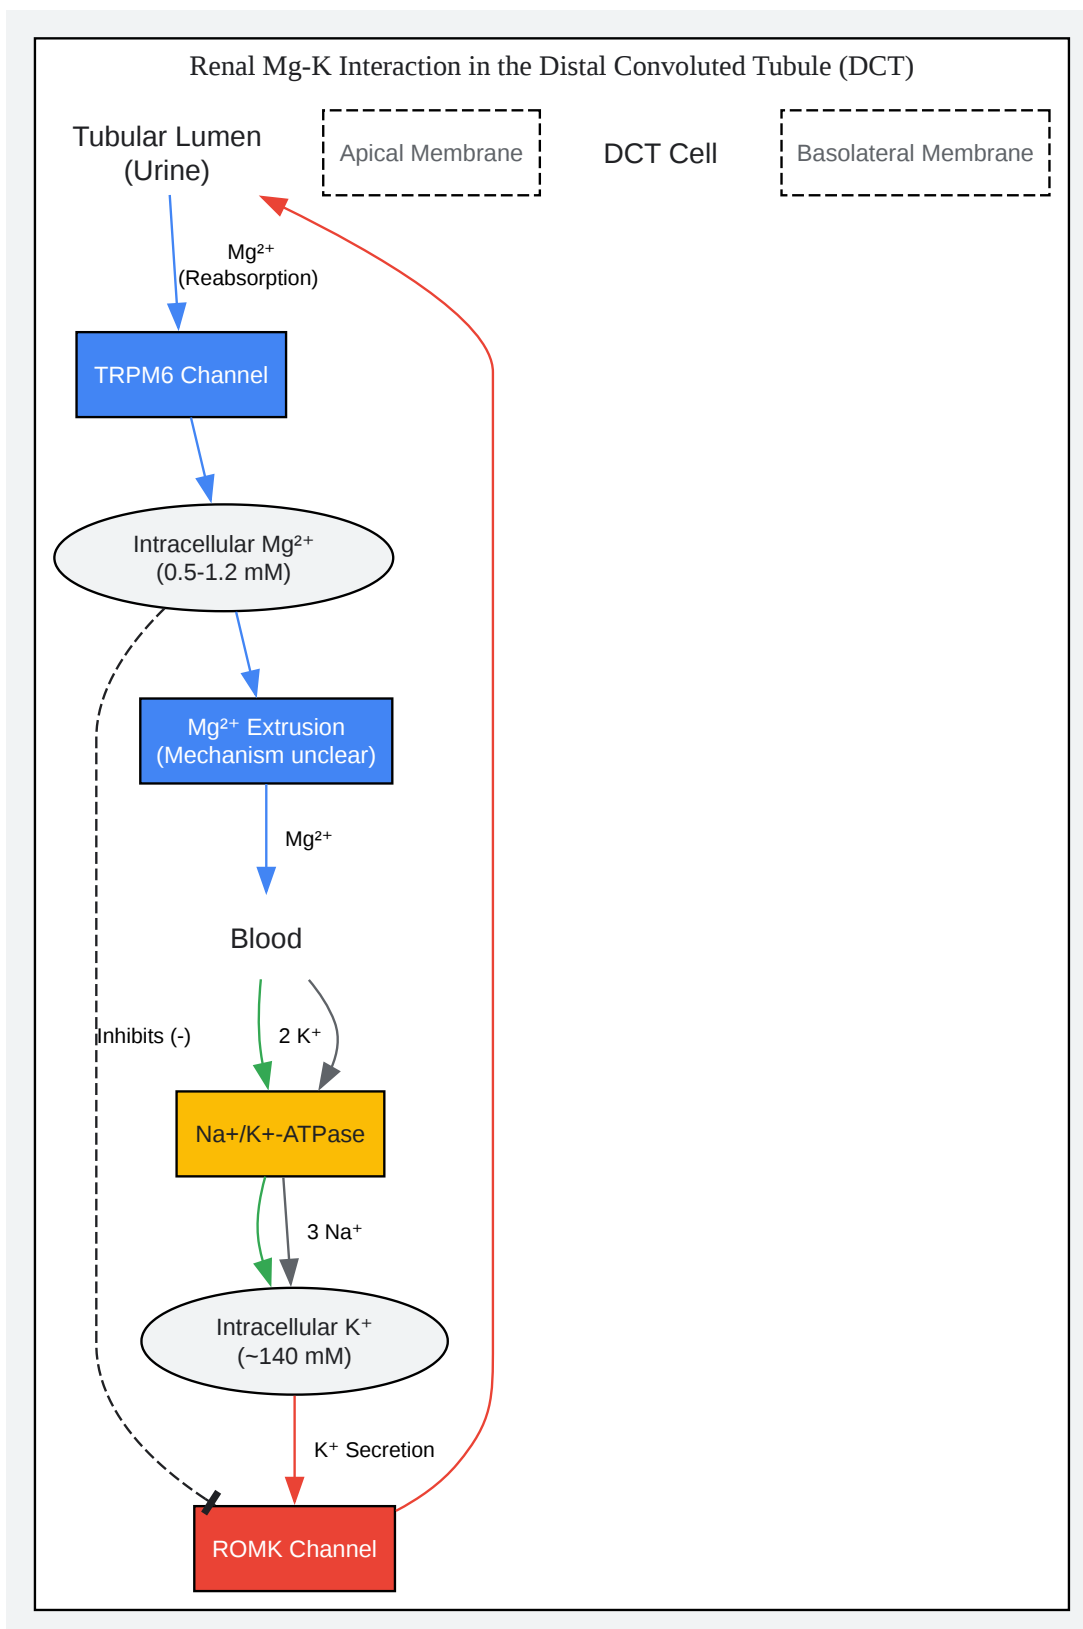 Renal Mg-K Interaction in the Distal Convoluted Tubule (DCT)
Tubular Lumen
(Urine)
Apical Membrane
DCT Cell
Basolateral Membrane
Mg²⁺
(Reabsorption)
TRPM6 Channel
Intracellular Mg²⁺
(0.5-1.2 mM)
Mg²⁺ Extrusion
(Mechanism unclear)
Mg²⁺
Blood
Inhibits (-)
2 K⁺
Na+/K+-ATPase
3 Na⁺
Intracellular K⁺
(~140 mM)
K⁺ Secretion
ROMK Channel